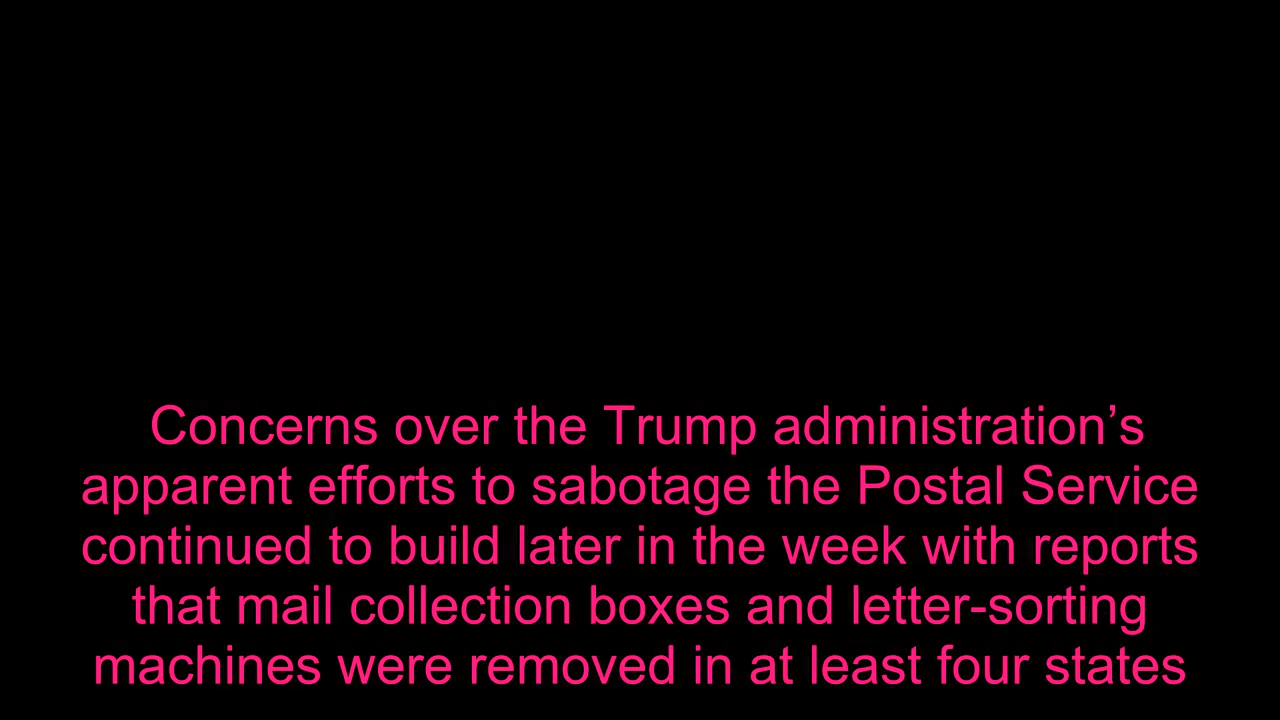 Concerns over the Trump administration’s
apparent efforts to sabotage the Postal Service
continued to build later in the week with reports
that mail collection boxes and letter-sorting
machines were removed in at least four states